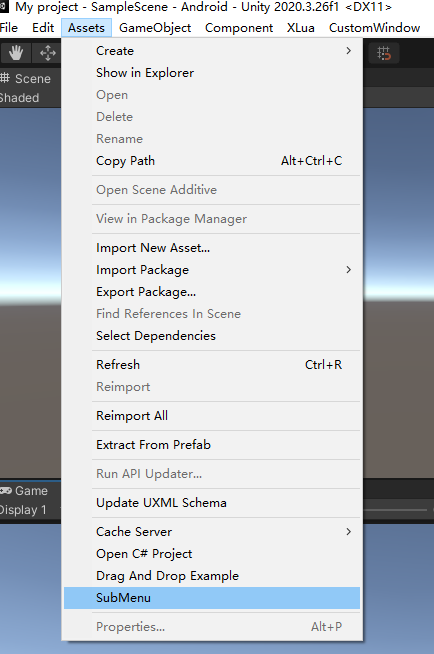 My project - SampleScene - Android - Unity 2020.3.26f1 <DX11>
File Edit Assets GameObject Component XLua CustomWindow
Scene
Shaded
Create
Show in Explorer
Open
Delete
Rename
Copy Path Alt+Ctrl+C
Open Scene Additive
View in Package Manager
Import New Asset...
Import Package
Export Package...
Find References In Scene
Select Dependencies
Refresh Ctrl+R
Reimport
Reimport All
Extract From Prefab
Run API Updater...
Update UXML Schema
Cache Server
Open C# Project
Drag And Drop Example
SubMenu
Properties... Alt+P
Game
Display 1